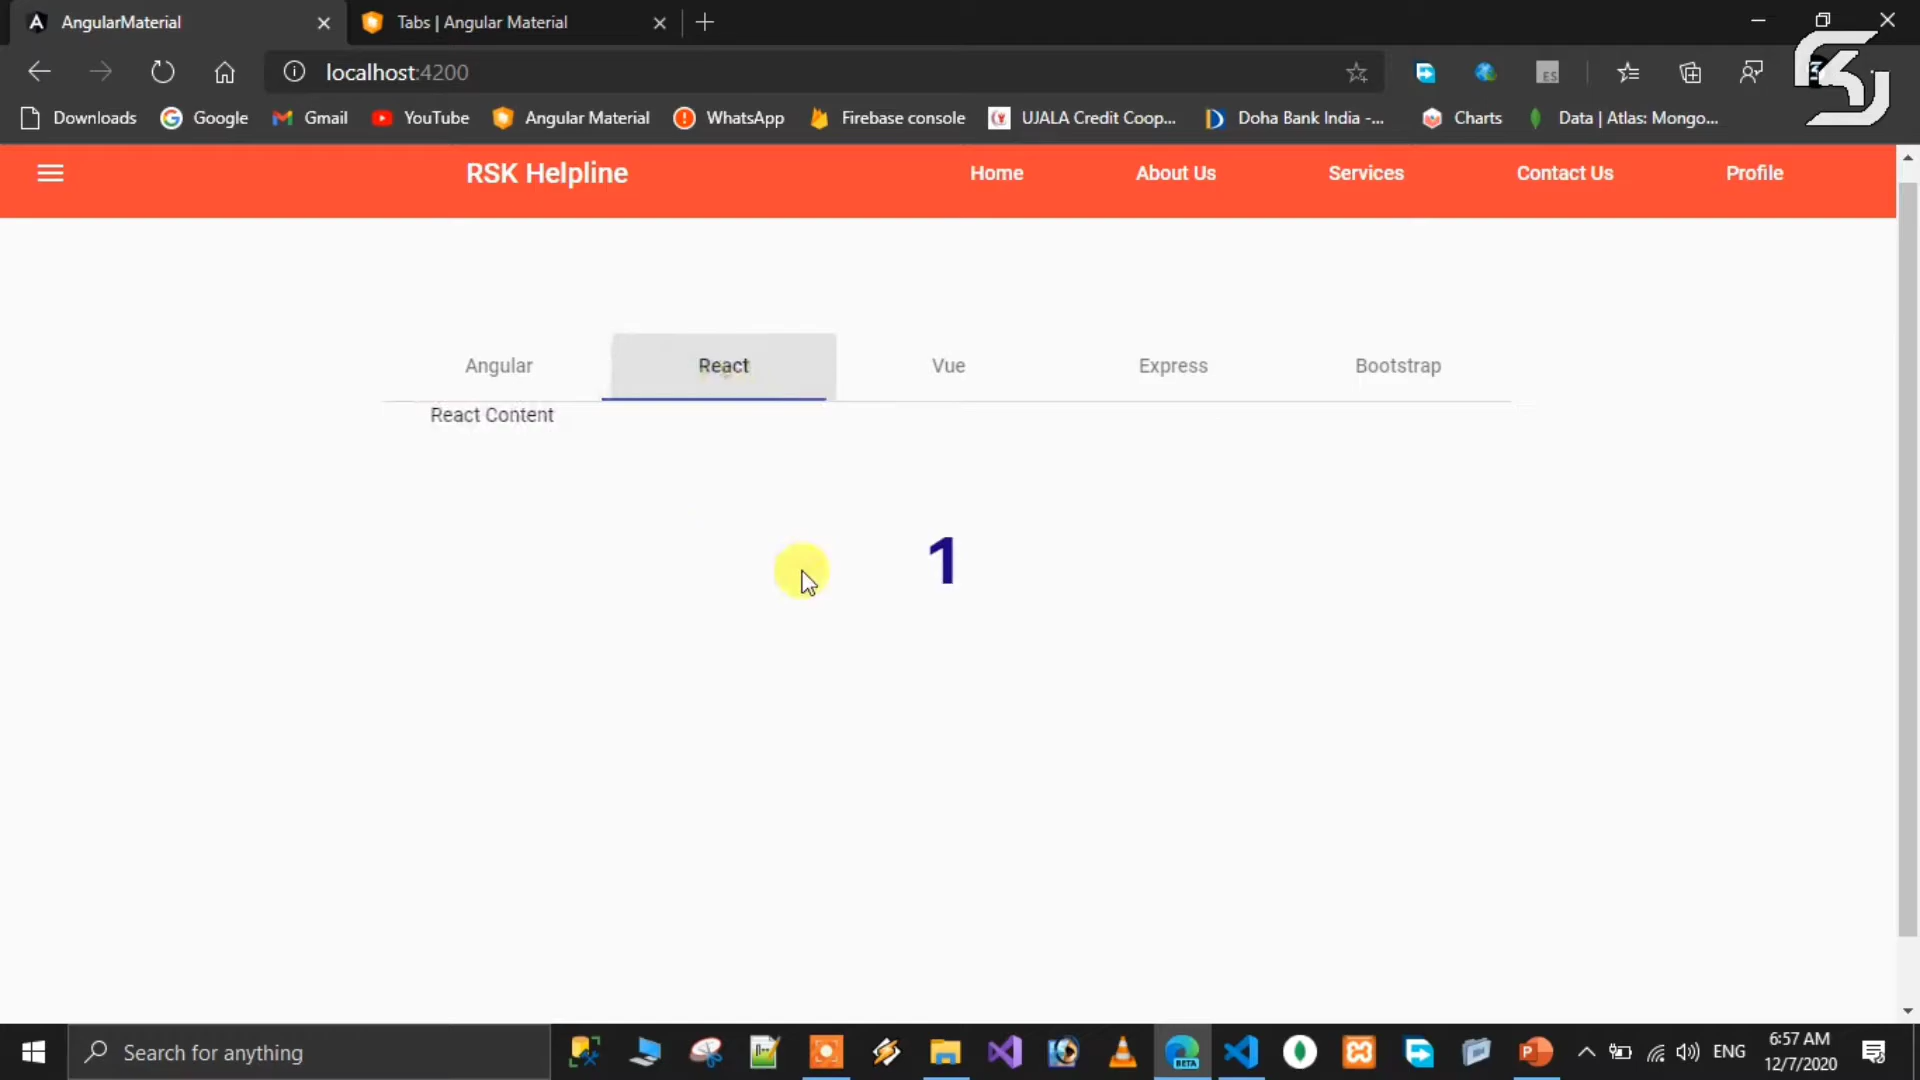 AngularMaterial
Tabs | Angular Material
localhost:4200
Downloads Google Gmail YouTube Angular Material WhatsApp Firebase console UJALA Credit Coop... Doha Bank India -... Charts Data | Atlas: Mongo...
RSK Helpline Home About Us Services Contact Us Profile
Angular React Vue Express Bootstrap
React Content
1
Search for anything
BETA
ENG
6:57 AM
12/7/2020